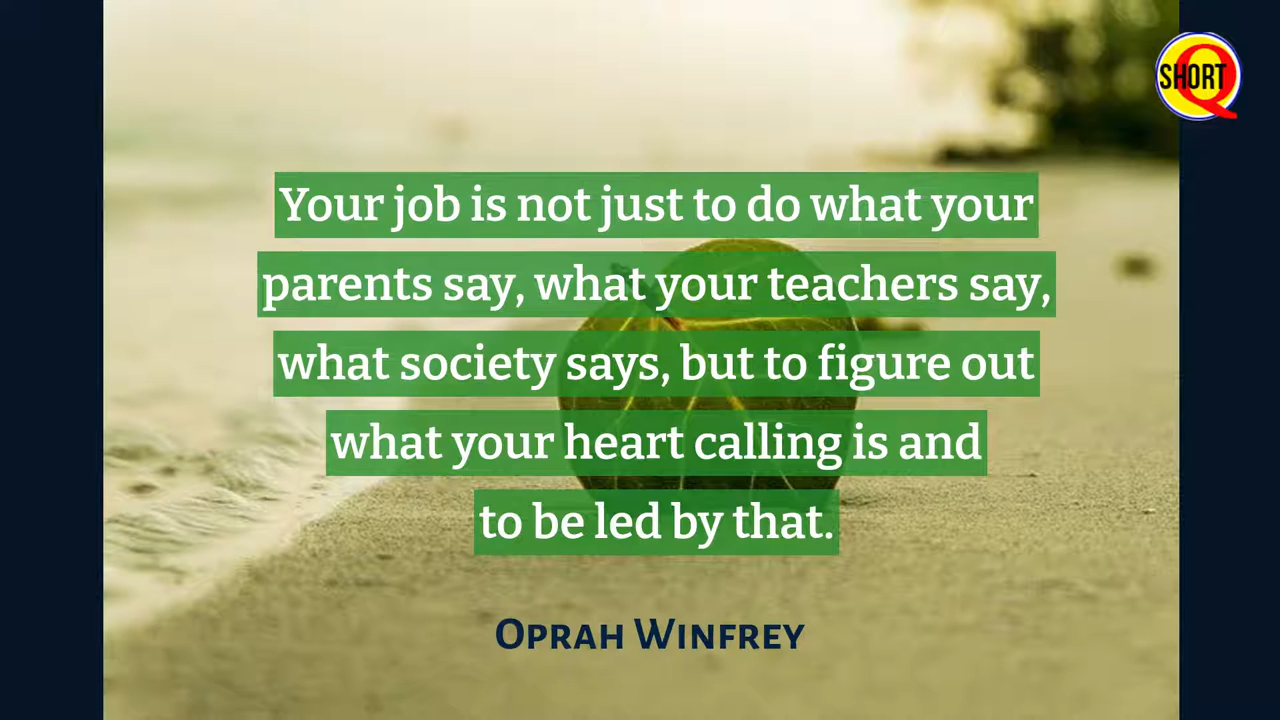 SHORT Q
Your job is not just to do what your
parents say, what your teachers say,
what society says, but to figure out
what your heart calling is and
to be led by that.
Oprah Winfrey